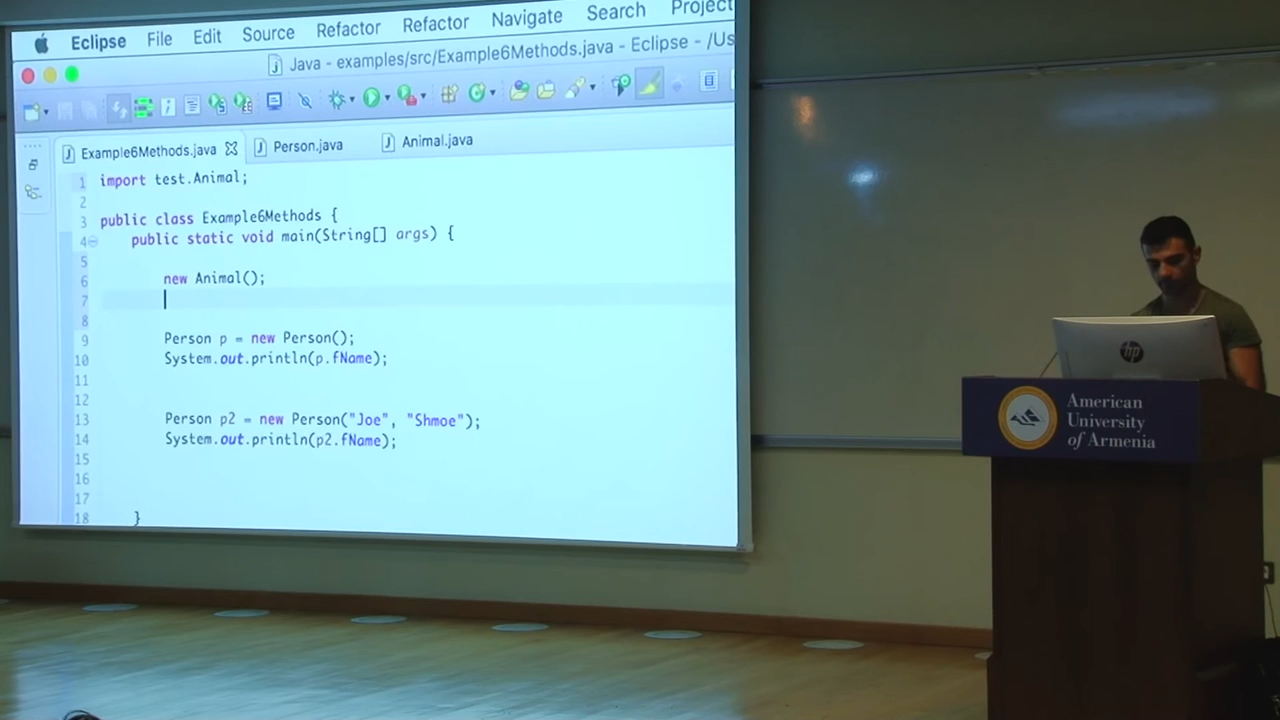 Eclipse File Edit Source Refactor Refactor Navigate Search Project
Java - examples/src/Example6Methods.java - Eclipse - /Us
Example6Methods.java Person.java Animal.java
1 import test.Animal;
2
3 public class Example6Methods {
4 public static void main(String[] args) {
5
6 new Animal();
7
8
9 Person p = new Person();
10 System.out.println(p.fName);
11
12
13 Person p2 = new Person("Joe", "Shmoe");
14 System.out.println(p2.fName);
15
16
17
18 }
hp
American
University
of Armenia